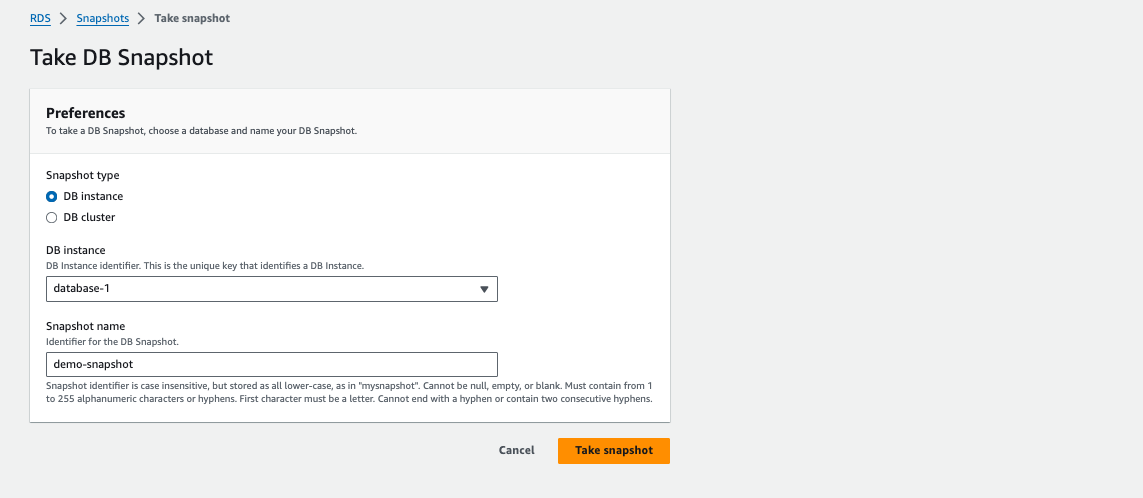 RDS > Snapshots > Take snapshot
Take DB Snapshot
Preferences
To take a DB Snapshot, choose a database and name your DB Snapshot.
Snapshot type
DB instance
DB cluster
DB instance
DB Instance identifier. This is the unique key that identifies a DB Instance.
database-1
Snapshot name
Identifier for the DB Snapshot.
demo-snapshot
Snapshot identifier is case insensitive, but stored as all lower-case, as in "mysnapshot". Cannot be null, empty, or blank. Must contain from 1
to 255 alphanumeric characters or hyphens. First character must be a letter. Cannot end with a hyphen or contain two consecutive hyphens.
Cancel Take snapshot